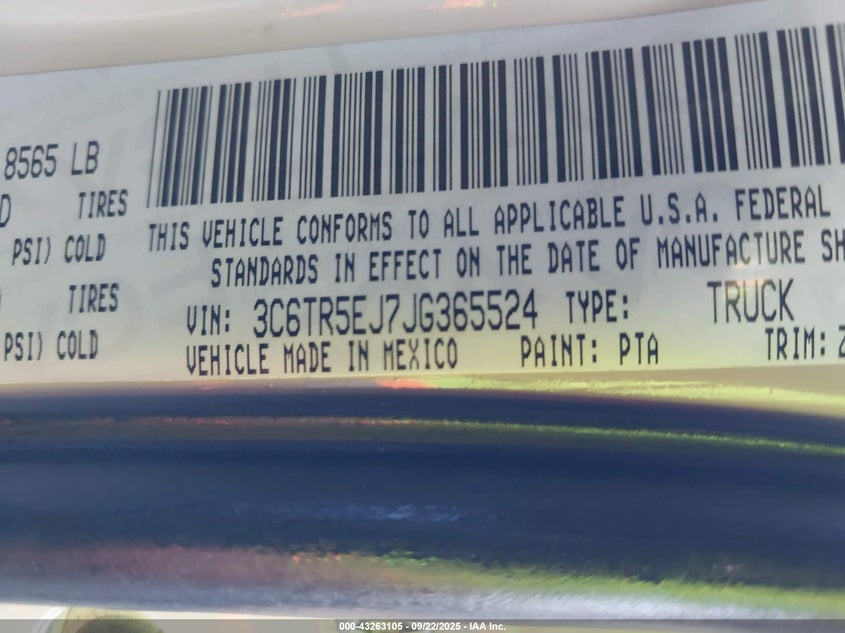 8565 LB
TIRES
PSI) COLD
TIRES
PSI) COLD
THIS VEHICLE CONFORMS TO ALL APPLICABLE U.S.A. FEDERAL
STANDARDS IN EFFECT ON THE DATE OF MANUFACTURE SH
VIN: 3C6TR5EJ7JG365524 TYPE: TRUCK
VEHICLE MADE IN MEXICO PAINT: PTA TRIM:
000-43263105 - 09/22/2025 - IAA Inc.